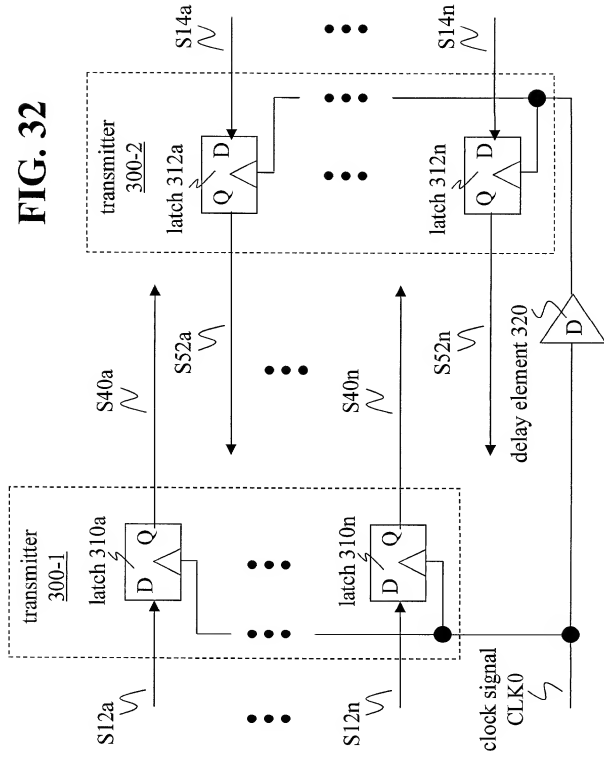 FIG. 32
transmitter
300-1
transmitter
300-2
S12a
latch 310a
D
Q
S40a
S52a
latch 312a
Q
D
S14a
S12n
latch 310n
D
Q
S40n
S52n
latch 312n
Q
D
S14n
clock signal
CLK0
delay element 320
D